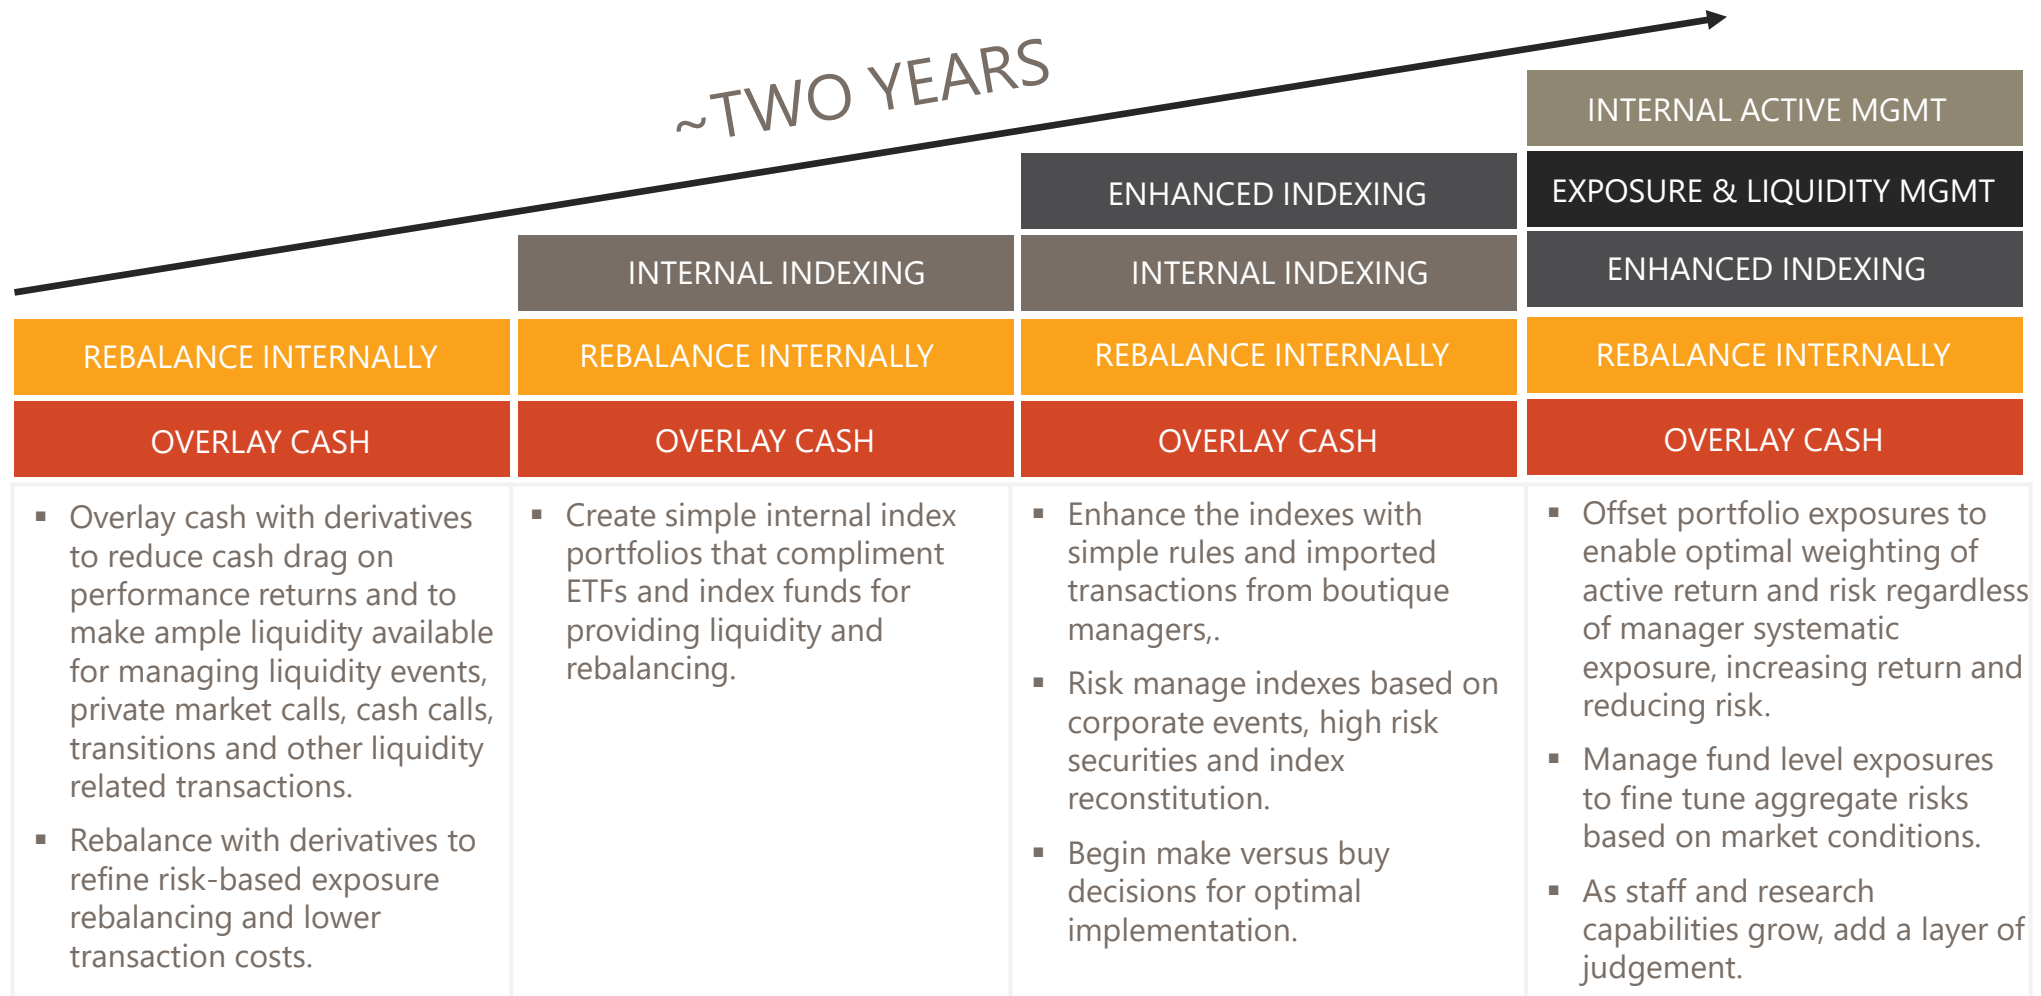 ~TWO YEARS
INTERNAL ACTIVE MGMT
ENHANCED INDEXING
EXPOSURE & LIQUIDITY MGMT
INTERNAL INDEXING
INTERNAL INDEXING
ENHANCED INDEXING
REBALANCE INTERNALLY
REBALANCE INTERNALLY
REBALANCE INTERNALLY
REBALANCE INTERNALLY
OVERLAY CASH
OVERLAY CASH
OVERLAY CASH
OVERLAY CASH
▪ Overlay cash with derivatives
to reduce cash drag on
performance returns and to
make ample liquidity available
for managing liquidity events,
private market calls, cash calls,
transitions and other liquidity
related transactions.
▪ Rebalance with derivatives to
refine risk-based exposure
rebalancing and lower
transaction costs.
▪ Create simple internal index
portfolios that compliment
ETFs and index funds for
providing liquidity and
rebalancing.
▪ Enhance the indexes with
simple rules and imported
transactions from boutique
managers,.
▪ Risk manage indexes based on
corporate events, high risk
securities and index
reconstitution.
▪ Begin make versus buy
decisions for optimal
implementation.
▪ Offset portfolio exposures to
enable optimal weighting of
active return and risk regardless
of manager systematic
exposure, increasing return and
reducing risk.
▪ Manage fund level exposures
to fine tune aggregate risks
based on market conditions.
▪ As staff and research
capabilities grow, add a layer of
judgement.